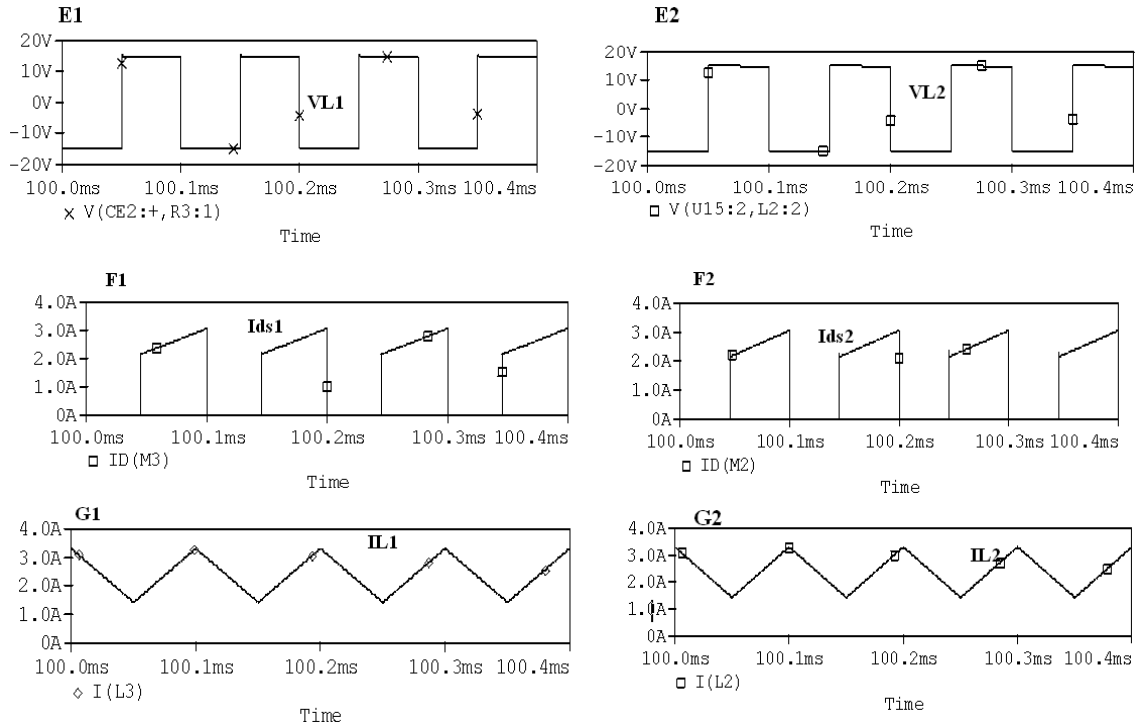 E1
20V
10V
0V
-10V
-20V
VL1
100.0ms 100.1ms 100.2ms 100.3ms 100.4ms
V(CE2:+,R3:1)
Time
E2
20V
10V
0V
-10V
-20V
VL2
100.0ms 100.1ms 100.2ms 100.3ms 100.4ms
V(U15:2,L2:2)
Time
F1
4.0A
3.0A
2.0A
1.0A
0A
Ids1
100.0ms 100.1ms 100.2ms 100.3ms 100.4ms
ID(M3)
Time
F2
4.0A
3.0A
2.0A
1.0A
0A
Ids2
100.0ms 100.1ms 100.2ms 100.3ms 100.4ms
ID(M2)
Time
G1
4.0A
3.0A
2.0A
1.0A
0A
IL1
100.0ms 100.1ms 100.2ms 100.3ms 100.4ms
I(L3)
Time
G2
4.0A
3.0A
2.0A
1.0A
0A
IL2
100.0ms 100.1ms 100.2ms 100.3ms 100.4ms
I(L2)
Time